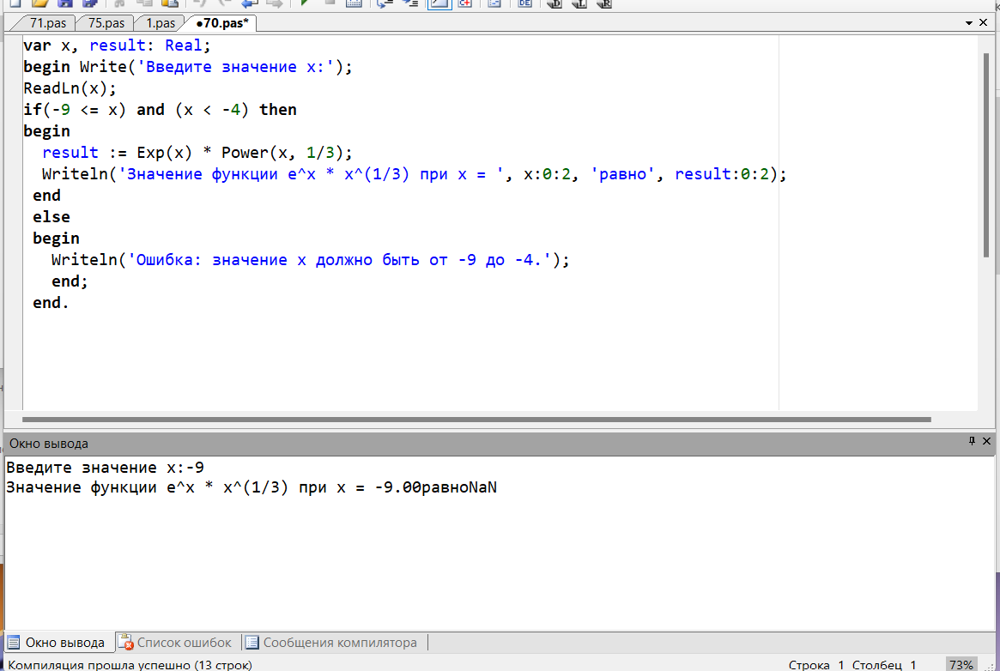 71.pas 75.pas 1.pas •70.pas*
var x, result: Real;
begin Write('Введите значение x:');
ReadLn(x);
if(-9 <= x) and (x < -4) then
begin
result := Exp(x) * Power(x, 1/3);
Writeln('Значение функции e^x * x^(1/3) при x = ', x:0:2, 'равно', result:0:2);
end
else
begin
Writeln('Ошибка: значение x должно быть от -9 до -4.');
end;
end.
Окно вывода
Введите значение x:-9
Значение функции e^x * x^(1/3) при x = -9.00равноNaN
Окно вывода Список ошибок Сообщения компилятора
Компиляция прошла успешно (13 строк) Строка 1 Столбец 1 73%